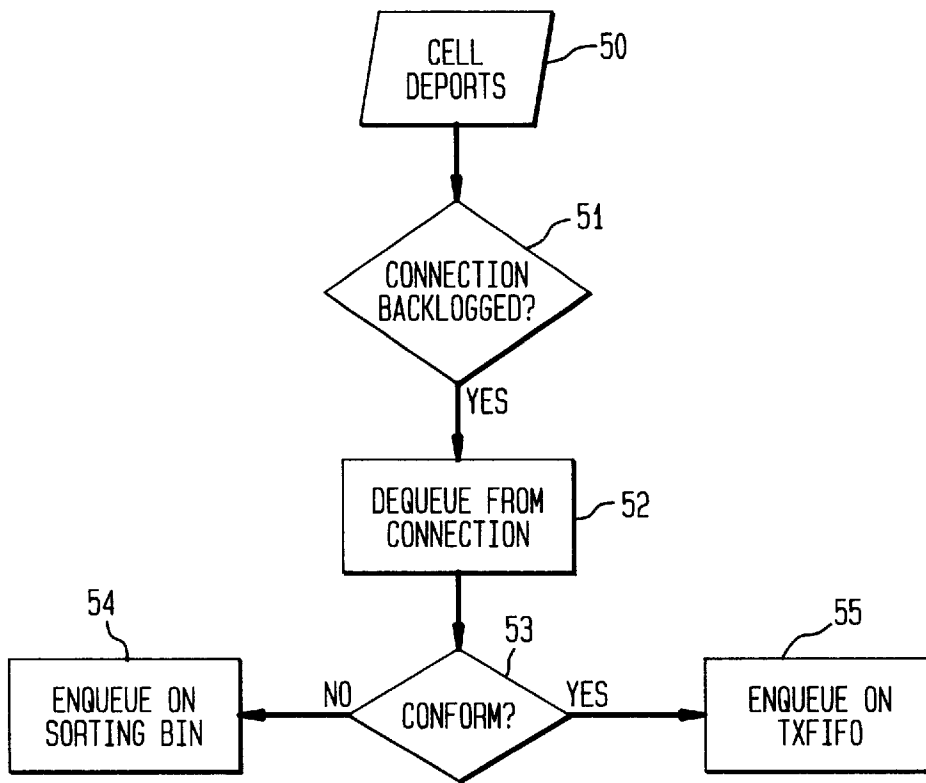 CELL
DEPORTS
50
51
CONNECTION
BACKLOGGED?
YES
DEQUEUE FROM
CONNECTION
52
54
53
55
ENQUEUE ON
SORTING BIN
NO
CONFORM?
YES
ENQUEUE ON
TXFIFO